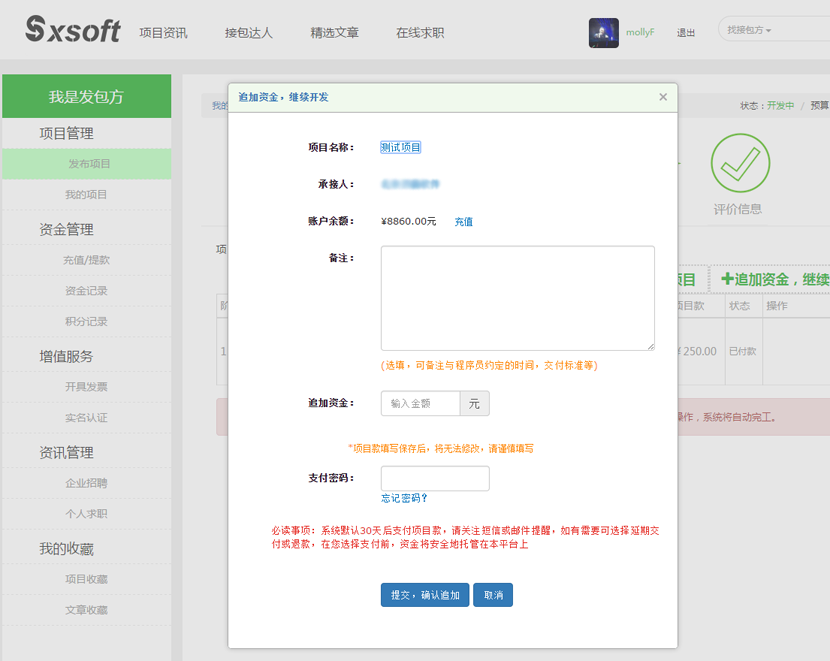 Sxsoft 项目资讯 接包达人 精选文章 在线求职 mollyF 退出 找接包方
我是发包方
项目管理
发布项目
我的项目
资金管理
充值/提款
资金记录
积分记录
增值服务
开具发票
实名认证
资讯管理
企业招聘
个人求职
我的收藏
项目收藏
文章收藏
我的
状态：开发中 / 预算
评价信息
项
项目 ✚追加资金，继续
阶 项目款 状态 操作
1 ¥250.00 已付款
操作，系统将自动完工。
追加资金，继续开发 ×
项目名称： 测试项目
承接人：
账户余额： ¥8860.00元 充值
备注：
(选填，可备注与程序员约定的时间，交付标准等)
追加资金： 输入金额 元
*项目款填写保存后，将无法修改，请谨慎填写
支付密码：
忘记密码?
必读事项：系统默认30天后支付项目款，请关注短信或邮件提醒，如有需要可选择延期交
付或退款，在您选择支付前，资金将安全地托管在本平台上
提交，确认追加 取消